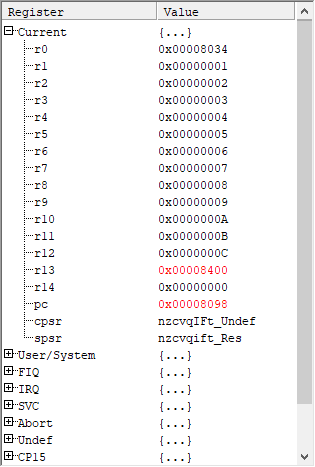 Register Value
Current {...}
r0 0x00008034
r1 0x00000001
r2 0x00000002
r3 0x00000003
r4 0x00000004
r5 0x00000005
r6 0x00000006
r7 0x00000007
r8 0x00000008
r9 0x00000009
r10 0x0000000A
r11 0x0000000B
r12 0x0000000C
r13 0x00008400
r14 0x00000000
pc 0x00008098
cpsr nzcvqIFt_Undef
spsr nzcvqift_Res
User/System {...}
FIQ {...}
IRQ {...}
SVC {...}
Abort {...}
Undef {...}
CP15 {...}